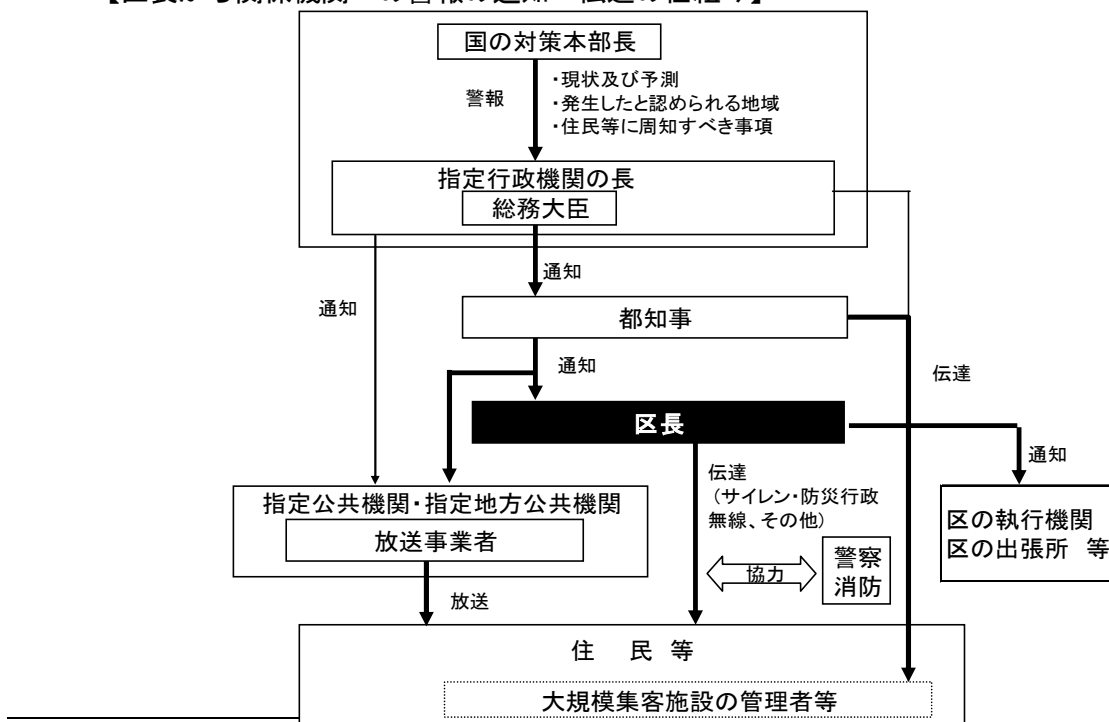 国の対策本部長
警報
・現状及び予測
・発生したと認められる地域
・住民等に周知すべき事項
指定行政機関の長
総務大臣
通知
通知
都知事
通知
伝達
区長
通知
伝達
(サイレン・防災行政
無線、その他)
指定公共機関・指定地方公共機関
放送事業者
区の執行機関
区の出張所 等
協力
警察
消防
放送
住 民 等
大規模集客施設の管理者等